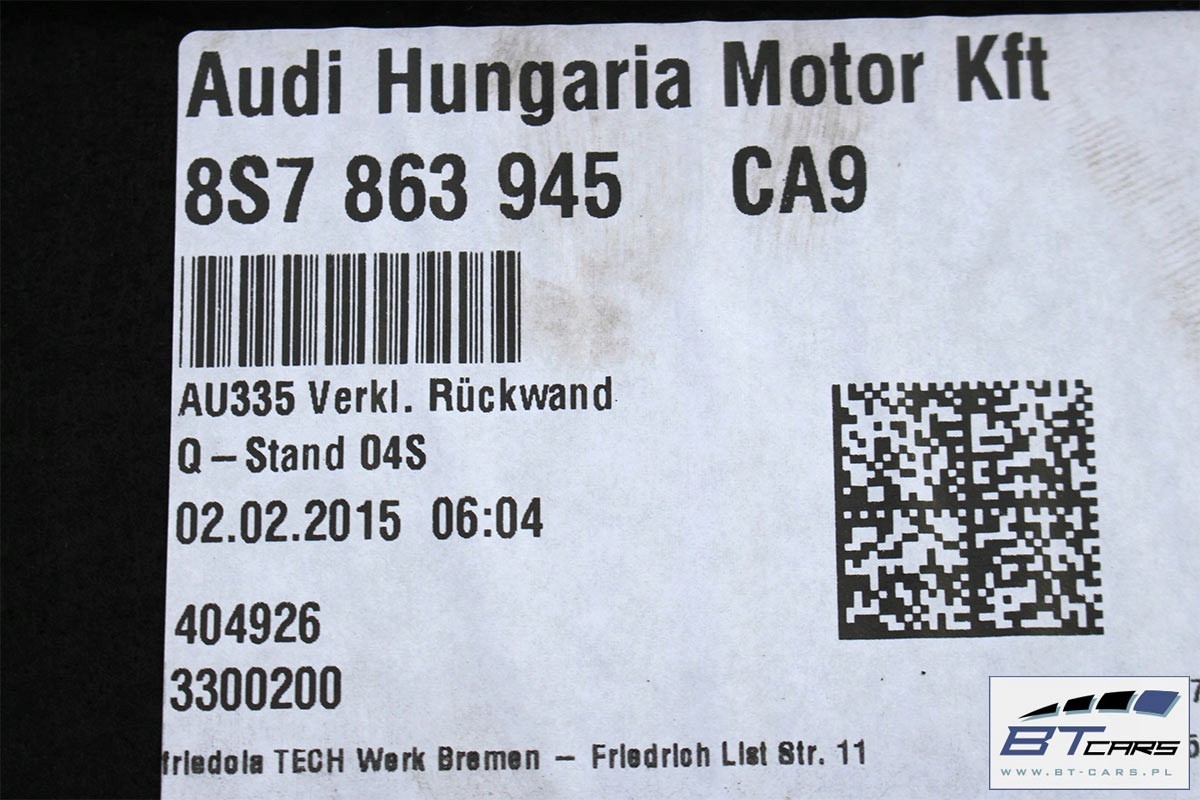 Audi Hungaria Motor Kft
8S7 863 945 CA9
AU335 Verkl. Rückwand
Q – Stand 04S
02.02.2015 06:04
404926
3300200
friedola TECH Werk Bremen – Friedrich List Str. 11
BT CARS
WWW.BT-CARS.PL